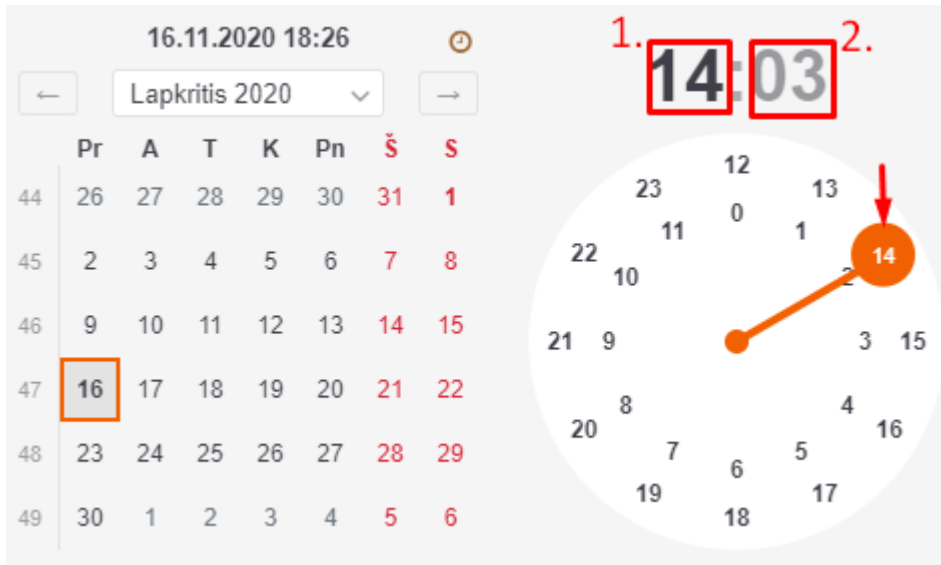 16.11.2020 18:26
← Lapkritis 2020 →
Pr A T K Pn Š S
44 26 27 28 29 30 31 1
45 2 3 4 5 6 7 8
46 9 10 11 12 13 14 15
47 16 17 18 19 20 21 22
48 23 24 25 26 27 28 29
49 30 1 2 3 4 5 6
1. 14:03 2.
12
23 13
0
11 1
22 14
10 2
21 9 3 15
8 4
20 16
7 5
6
19 17
18